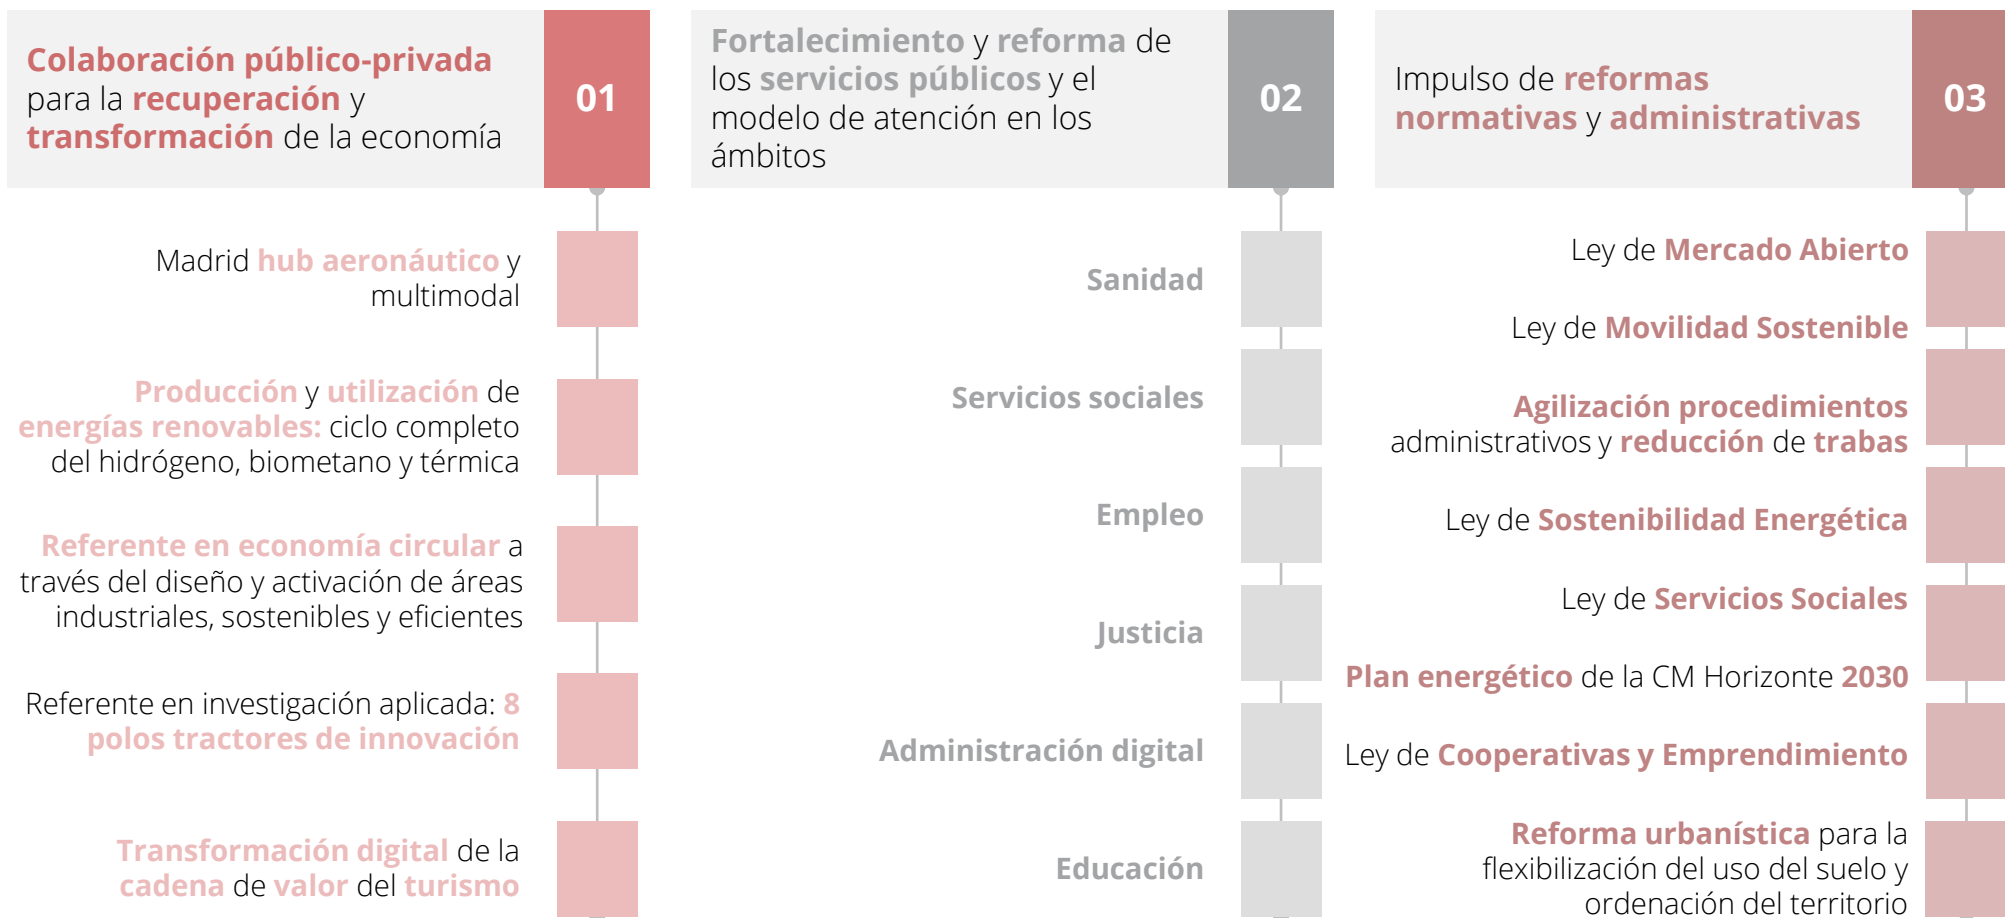 Colaboración público-privada
para la recuperación y
transformación de la economía
01
Madrid hub aeronáutico y
multimodal
Producción y utilización de
energías renovables: ciclo completo
del hidrógeno, biometano y térmica
Referente en economía circular a
través del diseño y activación de áreas
industriales, sostenibles y eficientes
Referente en investigación aplicada: 8
polos tractores de innovación
Transformación digital de la
cadena de valor del turismo
Fortalecimiento y reforma de
los servicios públicos y el
modelo de atención en los
ámbitos
02
Sanidad
Servicios sociales
Empleo
Justicia
Administración digital
Educación
Impulso de reformas
normativas y administrativas
03
Ley de Mercado Abierto
Ley de Movilidad Sostenible
Agilización procedimientos
administrativos y reducción de trabas
Ley de Sostenibilidad Energética
Ley de Servicios Sociales
Plan energético de la CM Horizonte 2030
Ley de Cooperativas y Emprendimiento
Reforma urbanística para la
flexibilización del uso del suelo y
ordenación del territorio